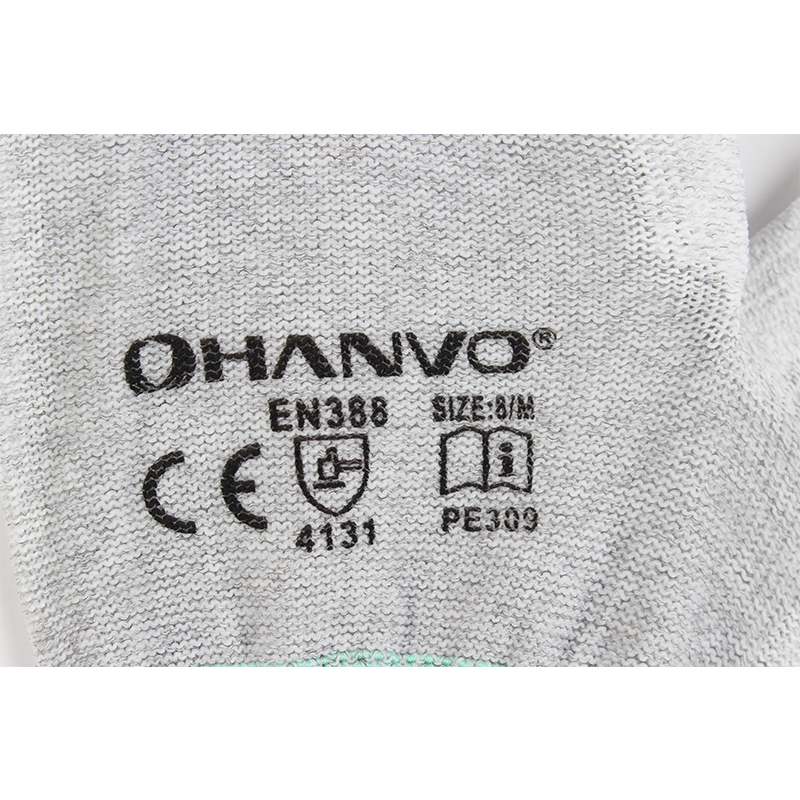 OHANVO®
EN388 SIZE:8/M
CE i
4131 PE309